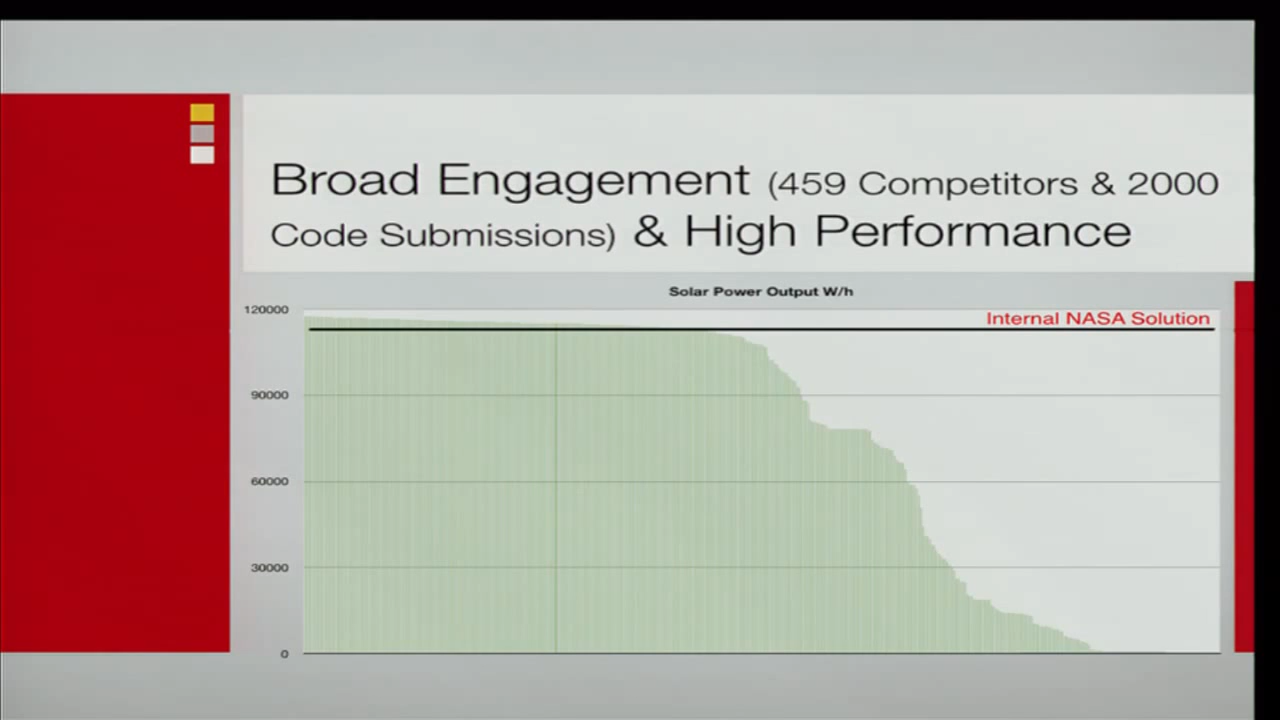 Broad Engagement (459 Competitors & 2000
Code Submissions) & High Performance
Solar Power Output W/h
120000
Internal NASA Solution
90000
60000
30000
0